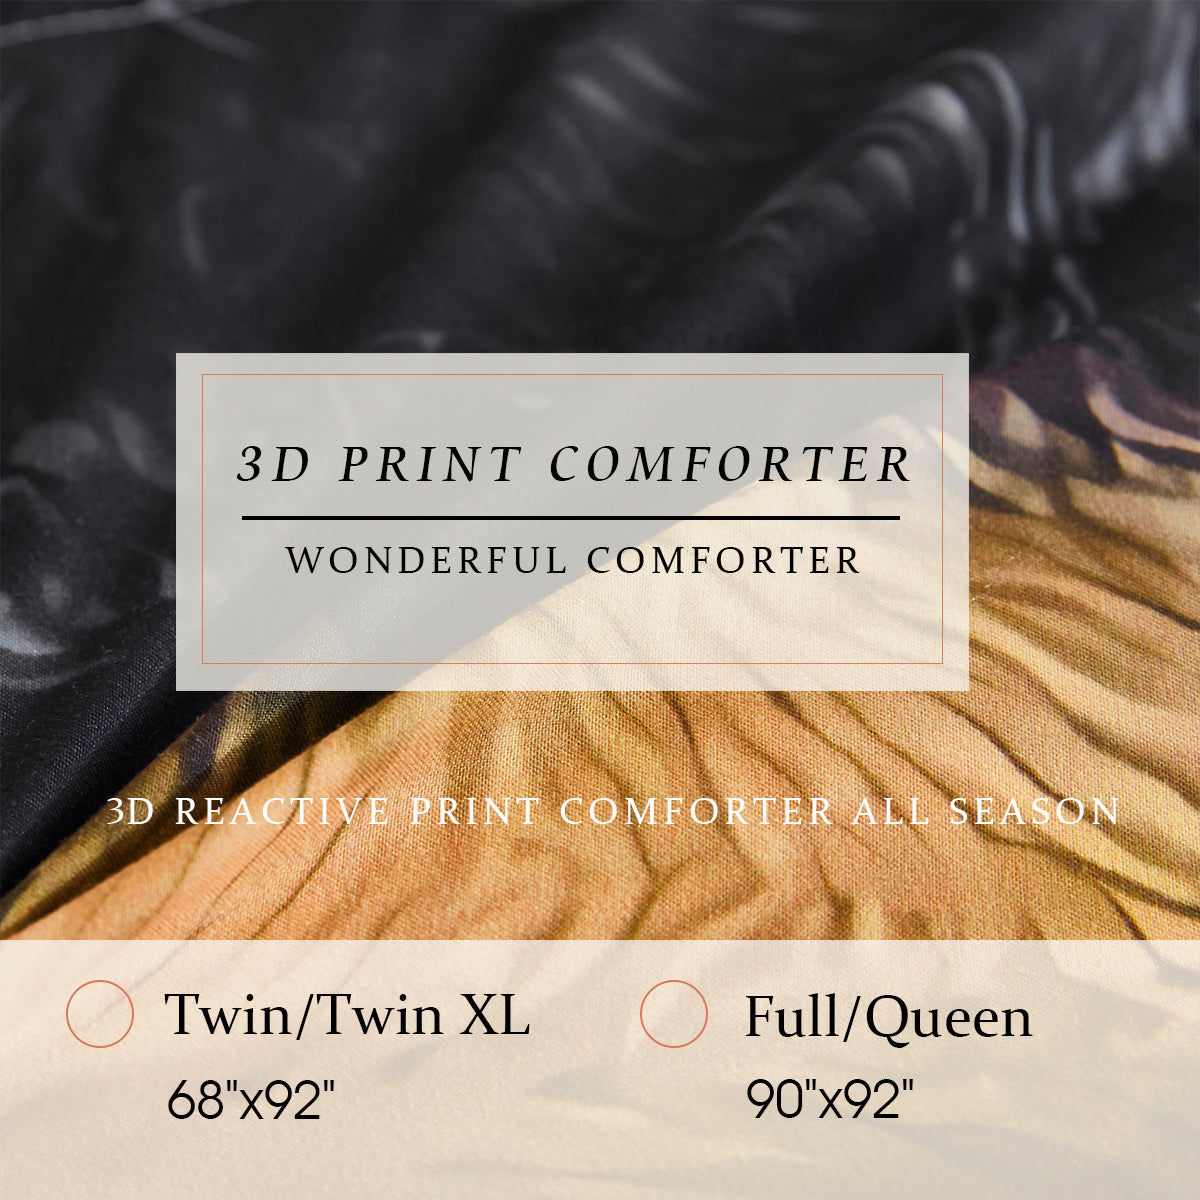 3D PRINT COMFORTER
WONDERFUL COMFORTER
3D REACTIVE PRINT COMFORTER ALL SEASON
Twin/Twin XL
68"x92"
Full/Queen
90"x92"